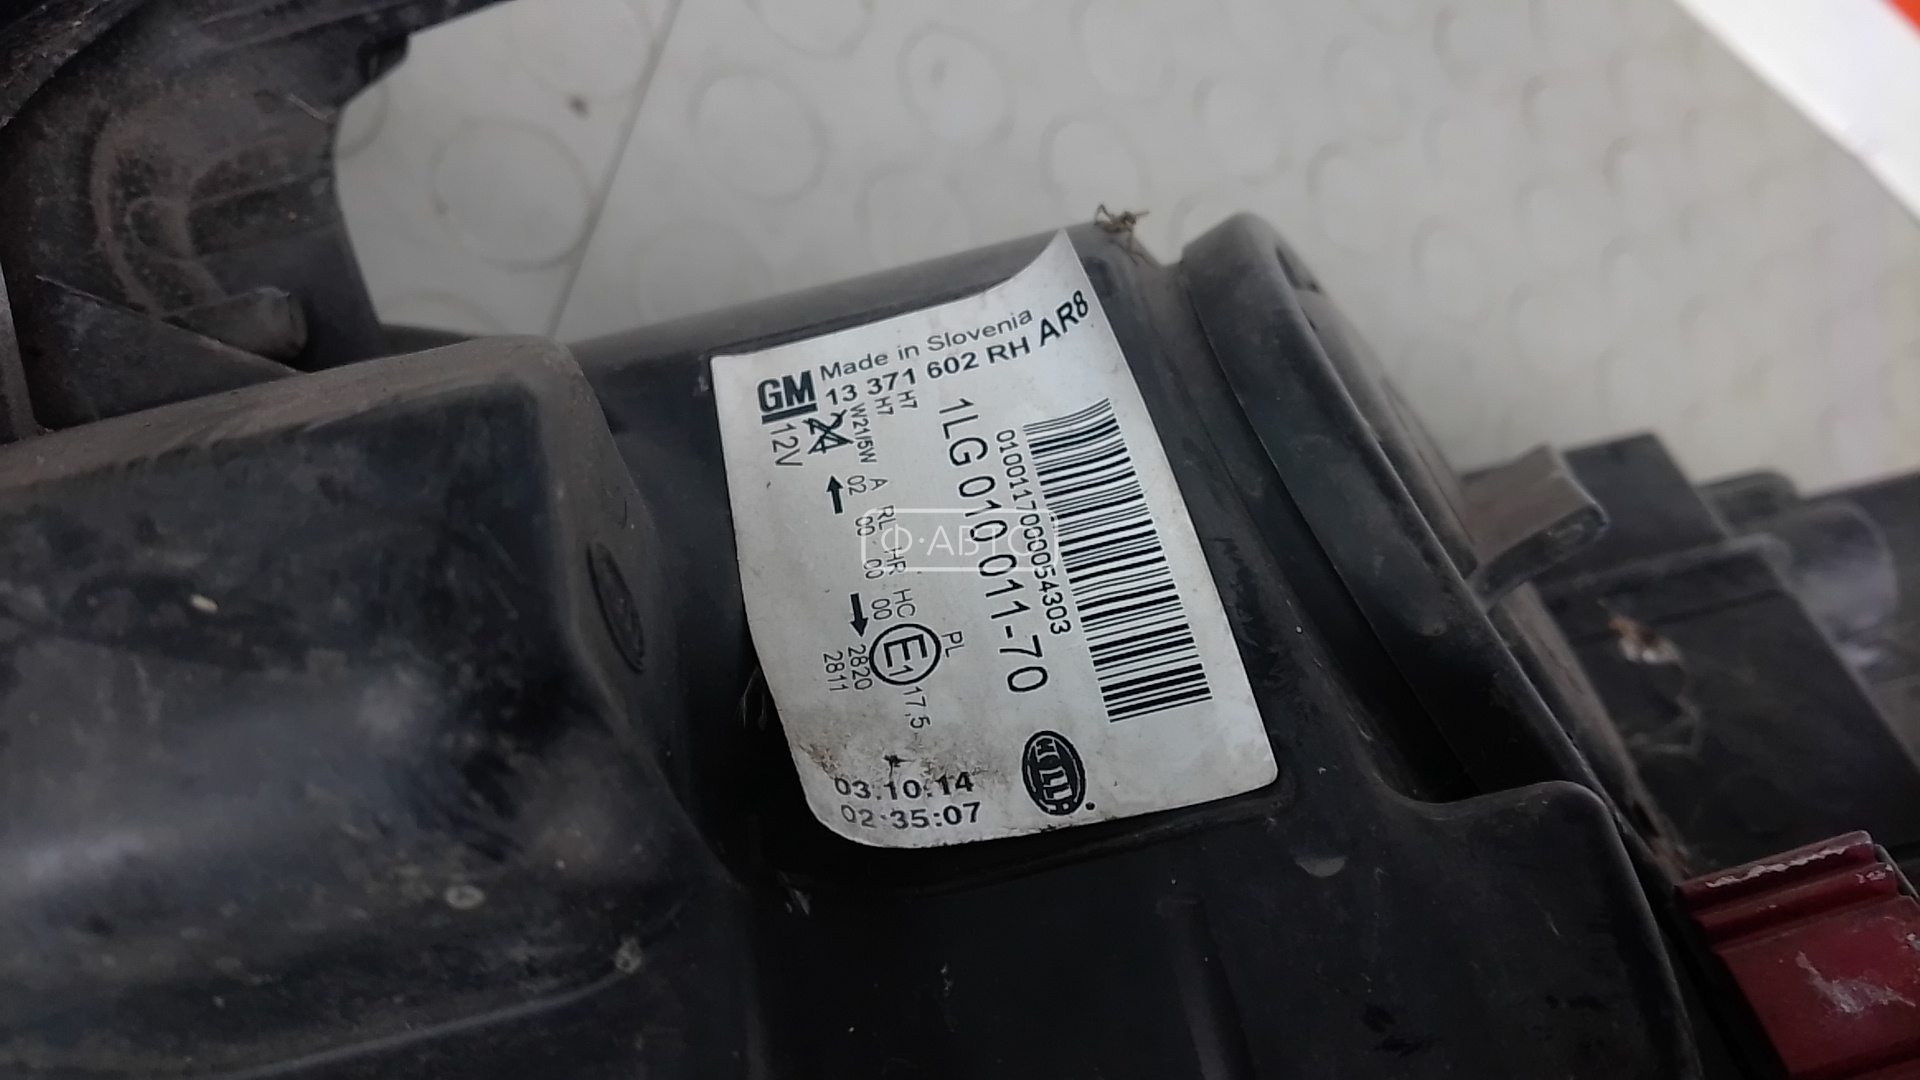 Made in Slovenia
GM 13 371 602 RH AR8
12V 24
W21/5W H7 H7
02 A
00 RL
00 HR
00 HC
PL
E1 17,5
2820
2811
1LG 010 011-70
01001170000054303
03.10.14
02:35:07
HELLA
Ф·АВТО